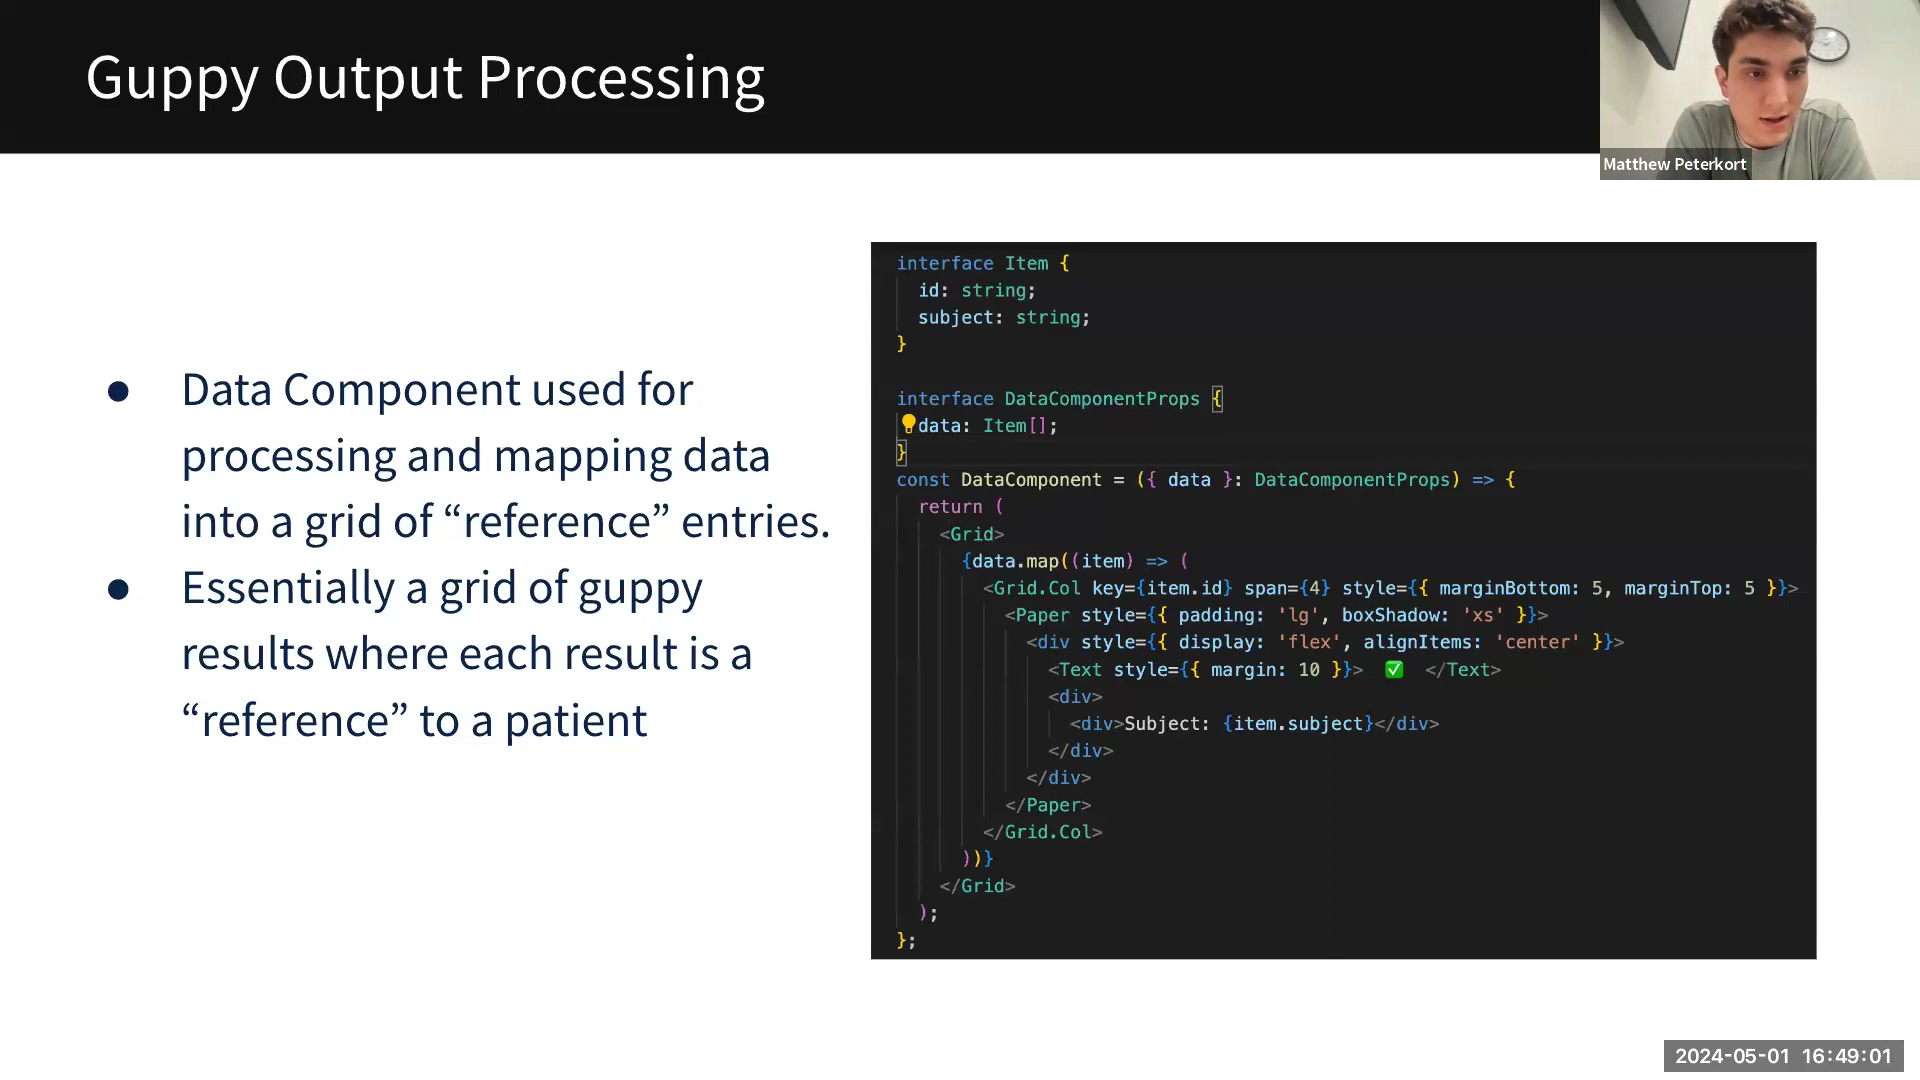 Guppy Output Processing
Matthew Peterkort
● Data Component used for
processing and mapping data
into a grid of “reference” entries.
● Essentially a grid of guppy
results where each result is a
“reference” to a patient
interface Item {
  id: string;
  subject: string;
}

interface DataComponentProps {
  data: Item[];
}
const DataComponent = ({ data }: DataComponentProps) => {
  return (
    <Grid>
      {data.map((item) => (
        <Grid.Col key={item.id} span={4} style={{ marginBottom: 5, marginTop: 5 }}>
          <Paper style={{ padding: 'lg', boxShadow: 'xs' }}>
            <div style={{ display: 'flex', alignItems: 'center' }}>
              <Text style={{ margin: 10 }}> ✅ </Text>
              <div>
                <div>Subject: {item.subject}</div>
              </div>
            </div>
          </Paper>
        </Grid.Col>
      ))}
    </Grid>
  );
};
2024-05-01 16:49:01